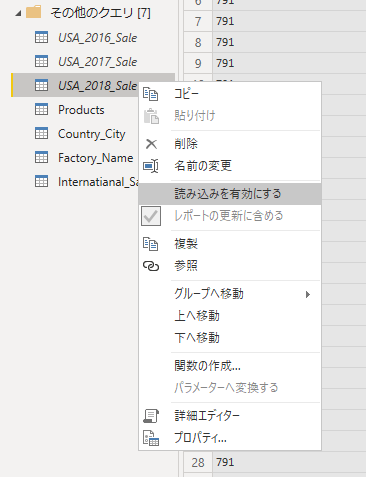 その他のクエリ [7]
USA_2016_Sale
USA_2017_Sale
USA_2018_Sale
Products
Country_City
Factory_Name
Internatianal_Sa
コピー
貼り付け
削除
名前の変更
読み込みを有効にする
レポートの更新に含める
複製
参照
グループへ移動
上へ移動
下へ移動
関数の作成...
パラメーターへ変換する
詳細エディター
プロパティ...
791
7 791
8 791
9 791
791
28 791